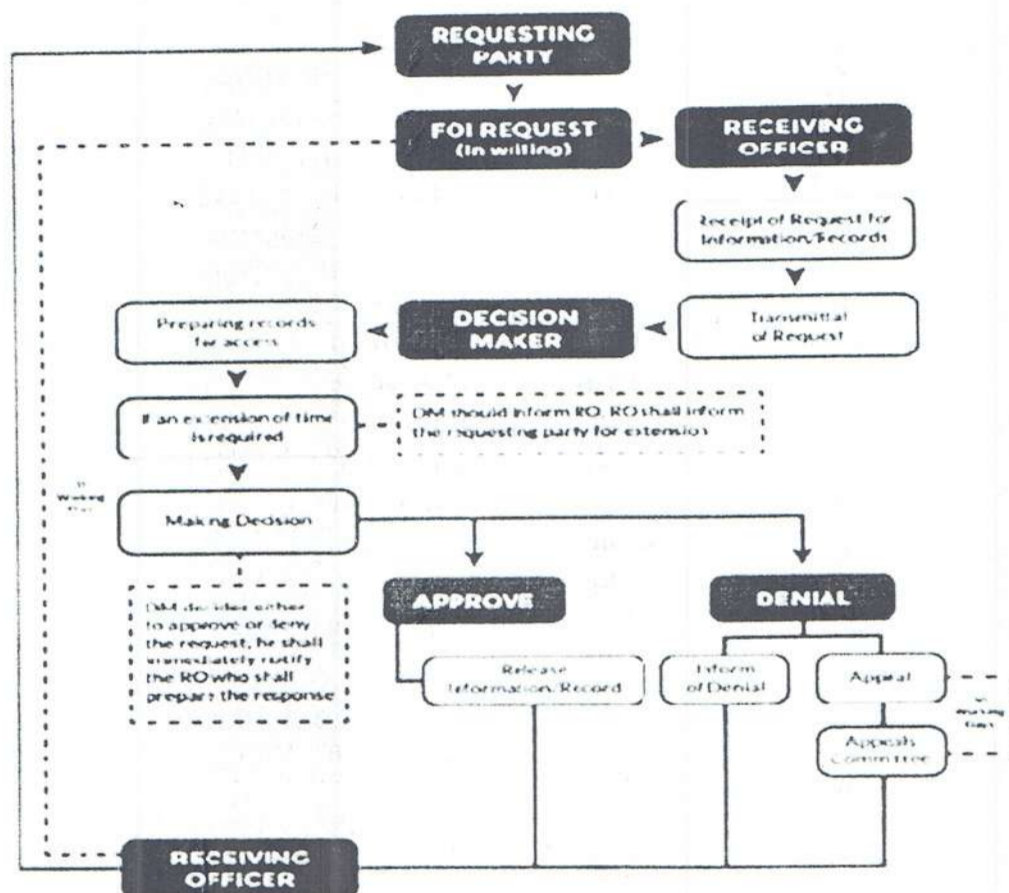 REQUESTING
PARTY
FOI REQUEST
(in writing)
RECEIVING
OFFICER
Receipt of Request for
Information/Records
Transmittal
of Request
DECISION
MAKER
Preparing records
for access
If an extension of time
is required
DM should inform RO, RO shall inform
the requesting party for extension
Working
Making Decision
DM decides either
to approve or deny
the request, he shall
immediately notify
the RO who shall
prepare the response
APPROVE
DENIAL
Release
Information/Record
Inform
of Denial
Appeal
Working
Days
Appeals
Committee
RECEIVING
OFFICER